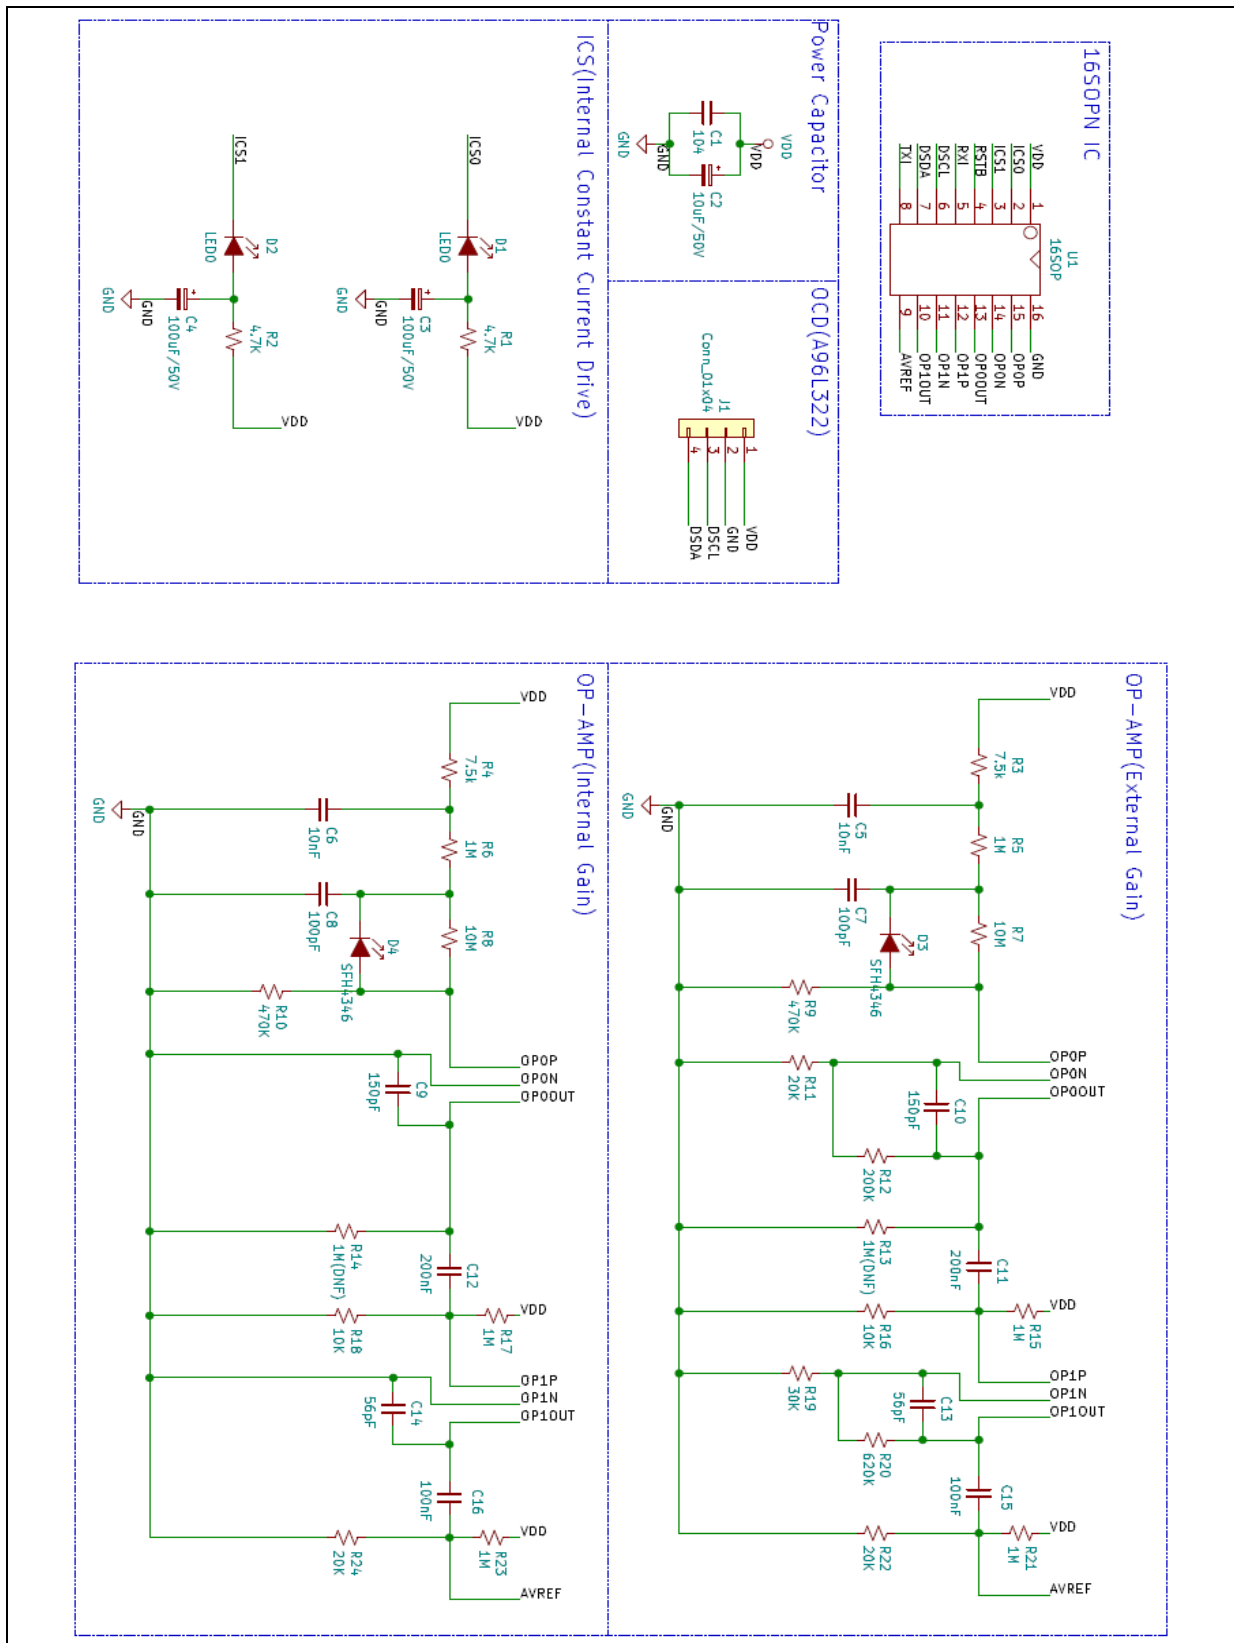 16SOPN IC
U1
16SOP
VDD 1
ICS0 2
ICS1 3
RSTB 4
RXI 5
DSCL 6
DSDA 7
TXI 8
16 GND
15 OP0P
14 OP0N
13 OP0OUT
12 OP1P
11 OP1N
10 OP1OUT
9 AVREF
Power Capacitor
VDD
VDD
C1
104
C2
10uF/50V
GND
GND
OCD(A96L322)
J1
Conn_01x04
1 VDD
2 GND
3 DSCL
4 DSDA
ICS(Internal Constant Current Drive)
ICS0
D1
LED0
R1
4.7K
VDD
C3
100uF/50V
GND
GND
ICS1
D2
LED0
R2
4.7K
VDD
C4
100uF/50V
GND
GND
OP-AMP(External Gain)
VDD
R3
7.5k
C5
10nF
GND
GND
R5
1M
C7
100pF
D3
SFH4346
R7
10M
R9
470K
OP0P
OP0N
OP0OUT
R11
20K
C10
150pF
R12
200K
R13
1M(DNF)
C11
200nF
VDD
R15
1M
R16
10K
OP1P
OP1N
OP1OUT
R19
30K
C13
56pF
R20
620K
C15
100nF
VDD
R21
1M
R22
20K
AVREF
OP-AMP(Internal Gain)
VDD
R4
7.5k
C6
10nF
GND
GND
R6
1M
C8
100pF
D4
SFH4346
R8
10M
R10
470K
OP0P
OP0N
OP0OUT
C9
150pF
R14
1M(DNF)
C12
200nF
VDD
R17
1M
R18
10K
OP1P
OP1N
OP1OUT
C14
56pF
C16
100nF
VDD
R23
1M
R24
20K
AVREF